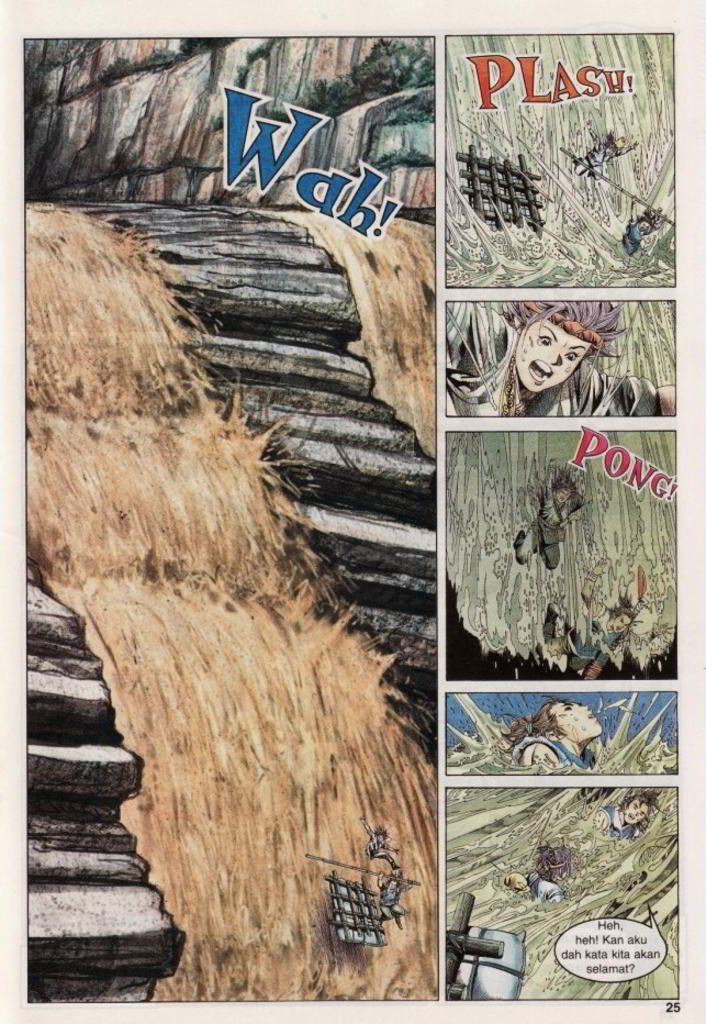 Wah!
PLASH!
PONG!
Heh,
heh! Kan aku
dah kata kita akan
selamat?
25